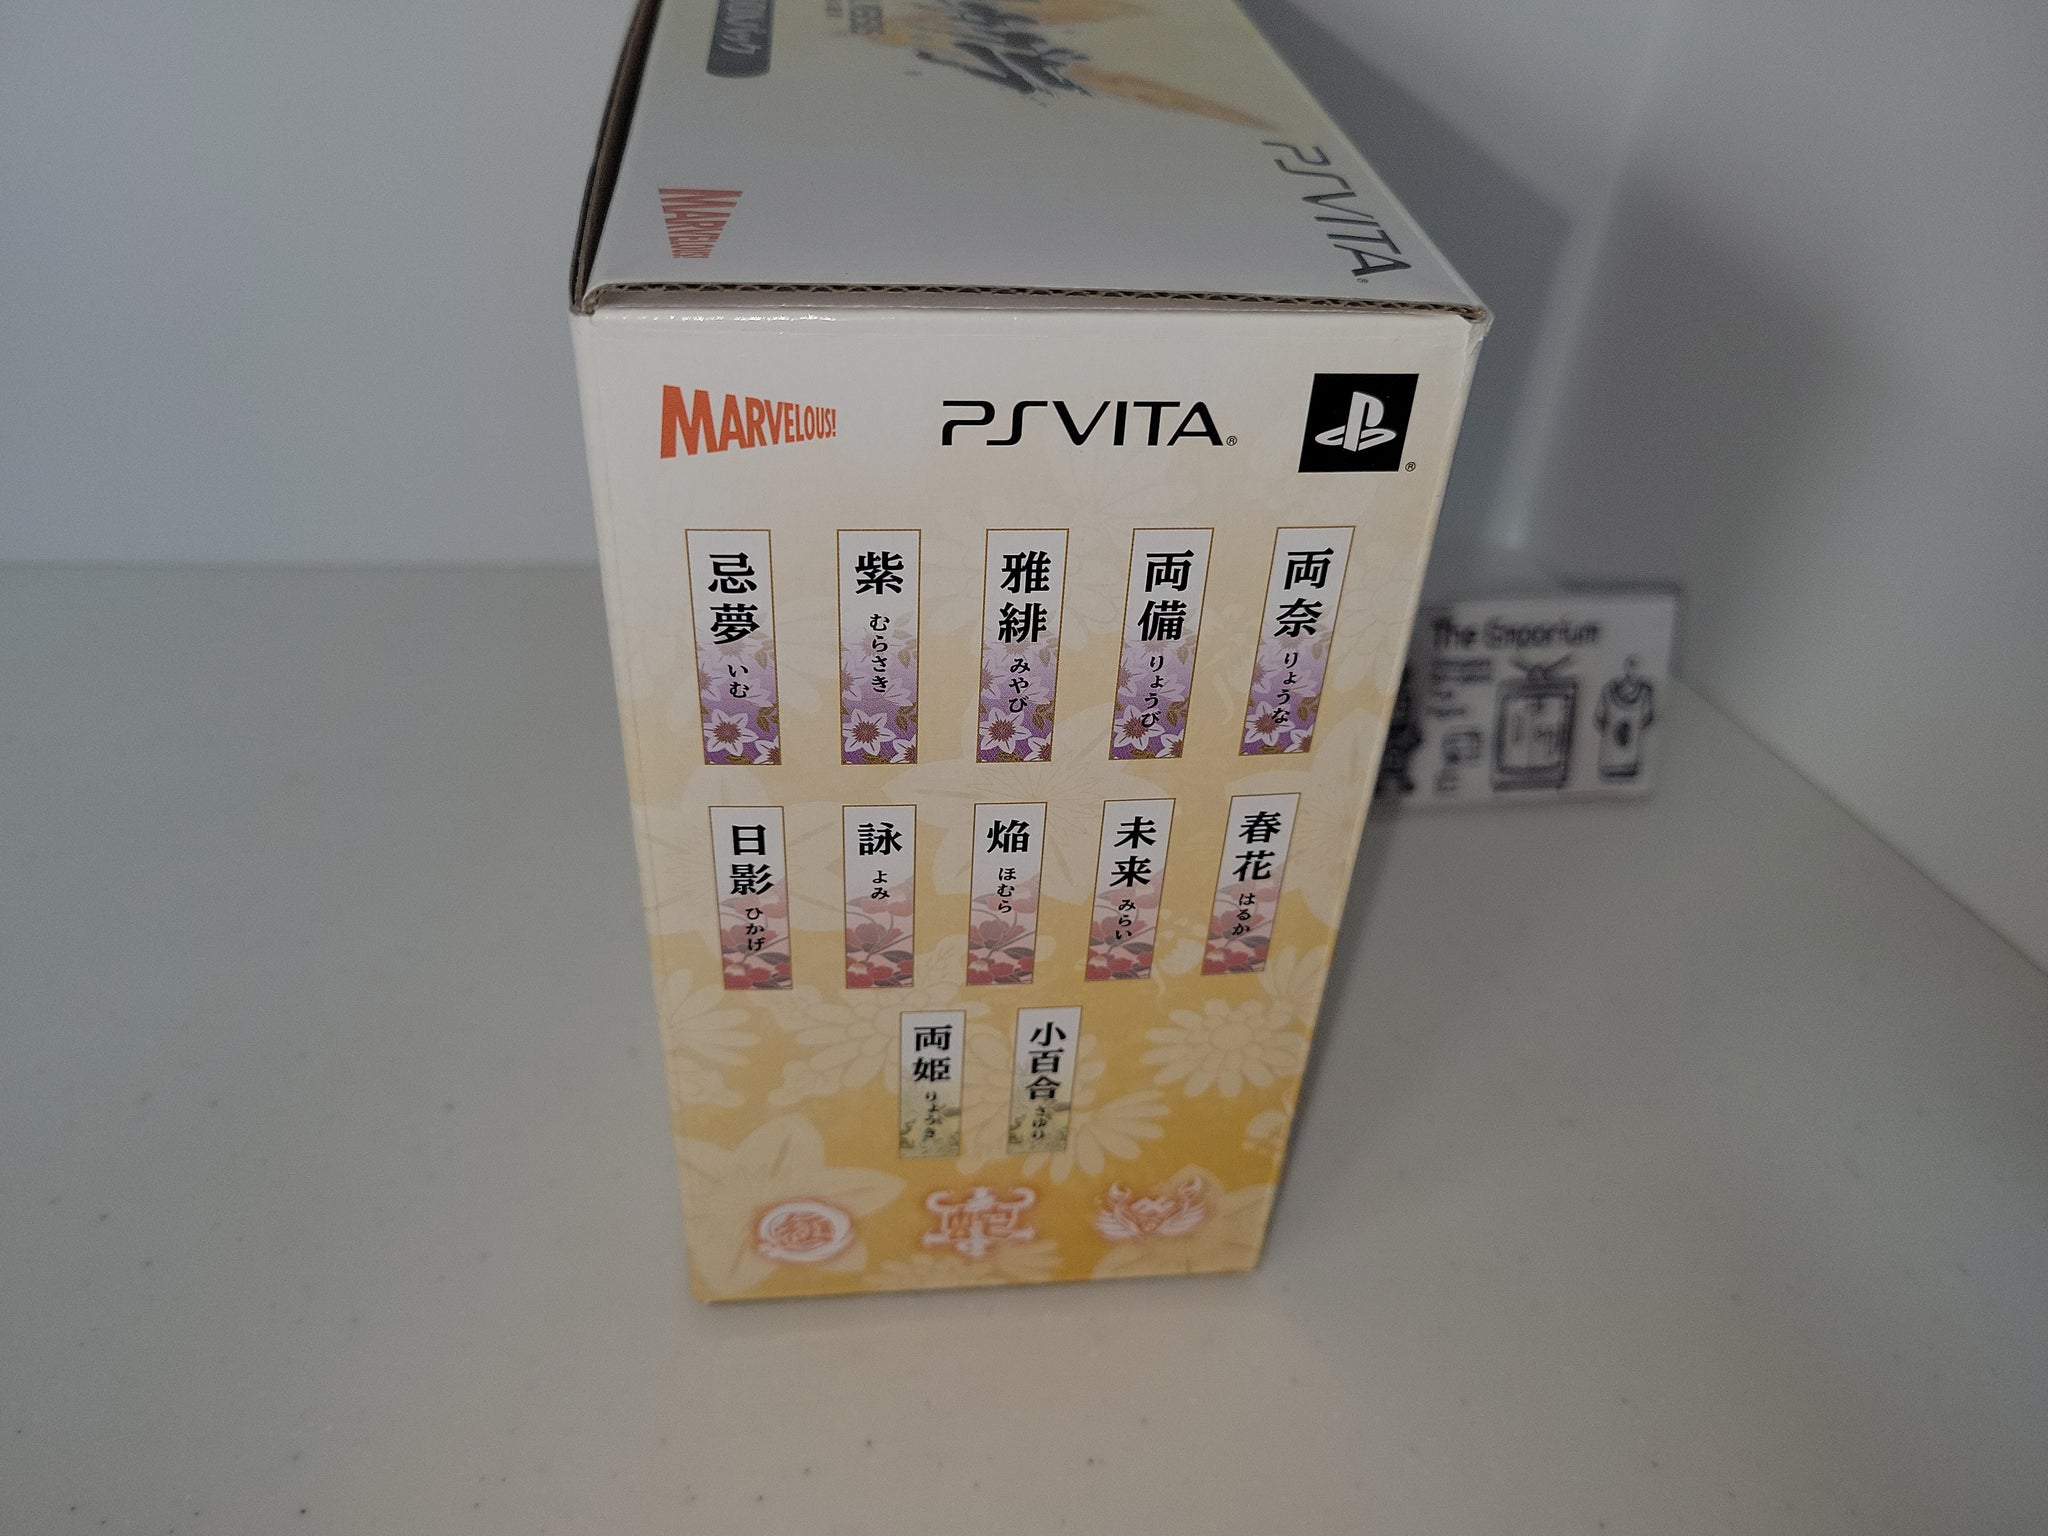 PSVITA®
MARVELOUS!
MARVELOUS! PSVITA® ®
忌夢 いむ
紫 むらさき
雅緋 みやび
両備 りょうび
両奈 りょうな
日影 ひかげ
詠 よみ
焔 ほむら
未来 みらい
春花 はるか
両姫 りょうき
小百合 さゆり
蛇
The Emporium